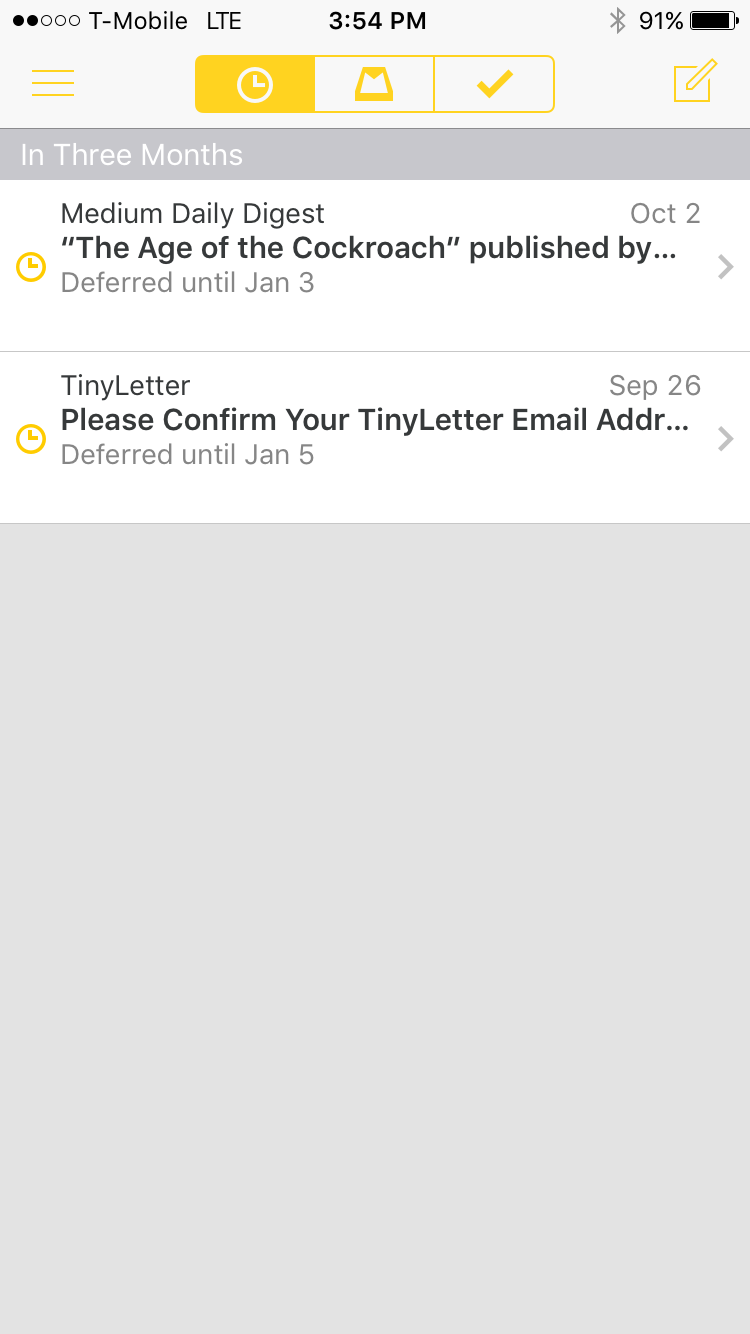 T-Mobile LTE 3:54 PM 91%
In Three Months
Medium Daily Digest Oct 2
“The Age of the Cockroach” published by...
Deferred until Jan 3
TinyLetter Sep 26
Please Confirm Your TinyLetter Email Addr...
Deferred until Jan 5